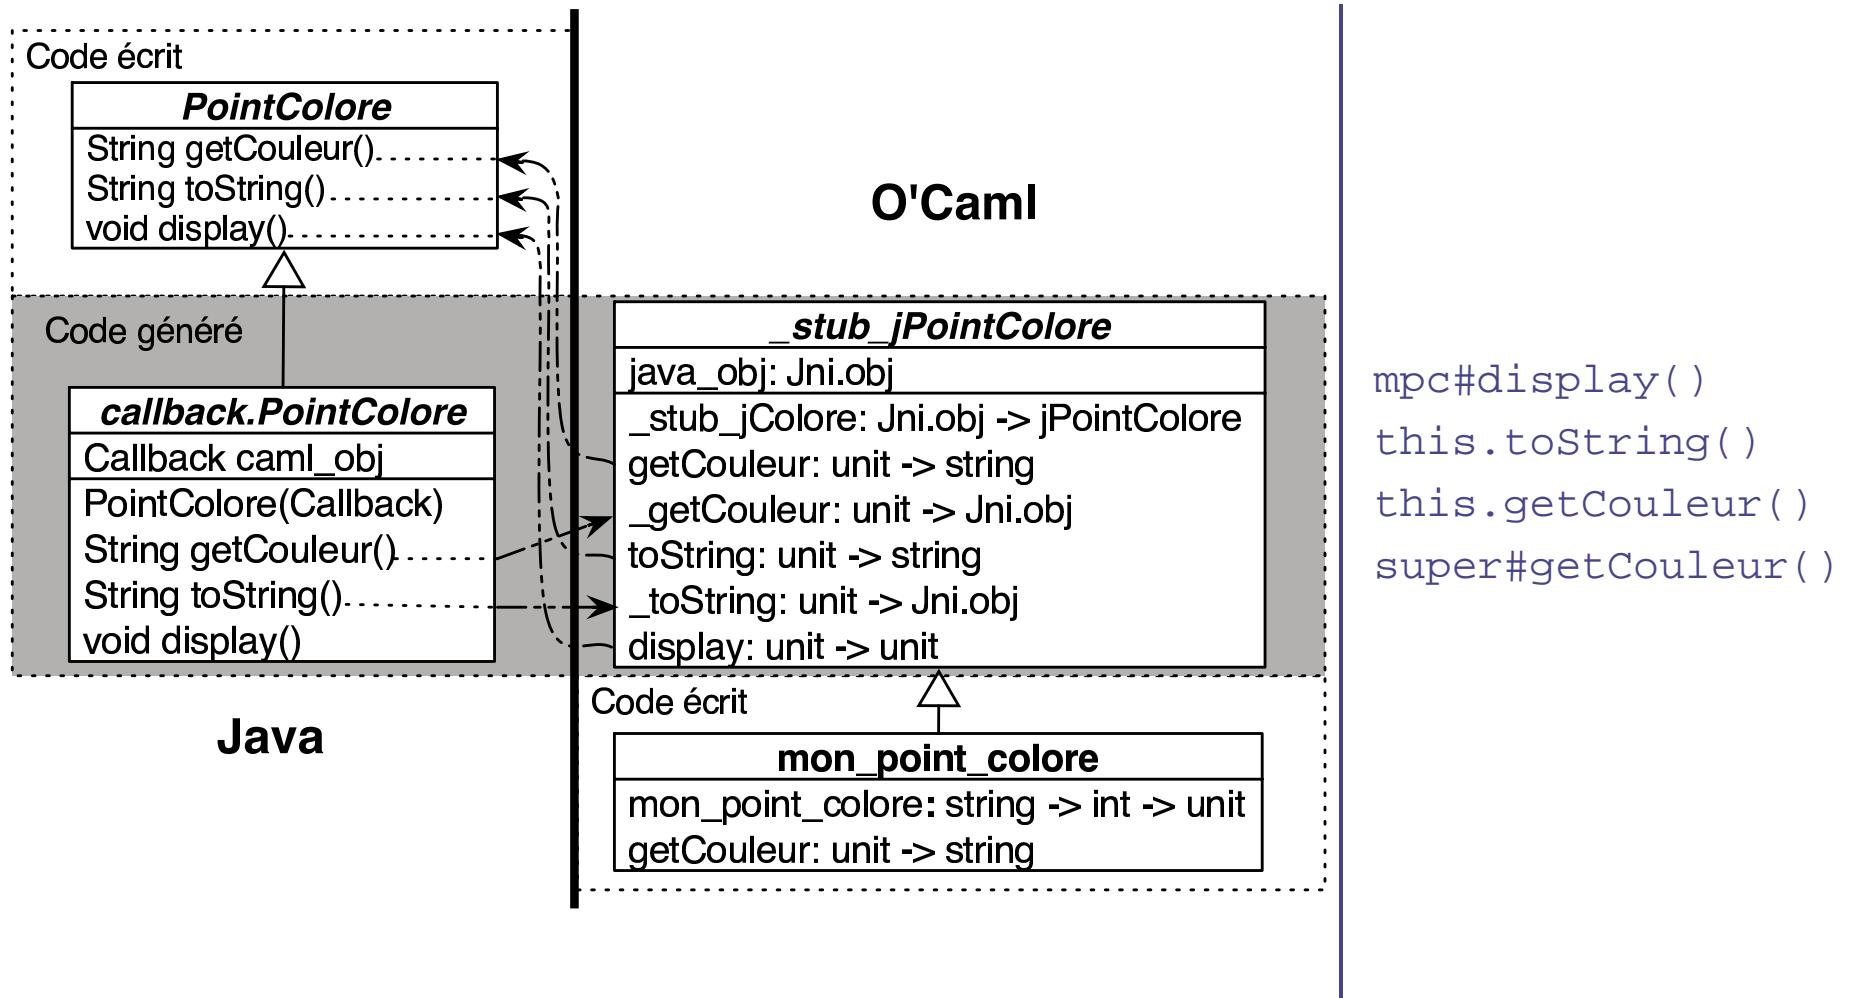 Code écrit
PointColore
String getCouleur()
String toString()
void display()
O'Caml
Code généré
callback.PointColore
Callback caml_obj
PointColore(Callback)
String getCouleur()
String toString()
void display()
Java
_stub_jPointColore
java_obj: Jni.obj
_stub_jColore: Jni.obj -> jPointColore
getCouleur: unit -> string
_getCouleur: unit -> Jni.obj
toString: unit -> string
_toString: unit -> Jni.obj
display: unit -> unit
Code écrit
mon_point_colore
mon_point_colore: string -> int -> unit
getCouleur: unit -> string
mpc#display()
this.toString()
this.getCouleur()
super#getCouleur()